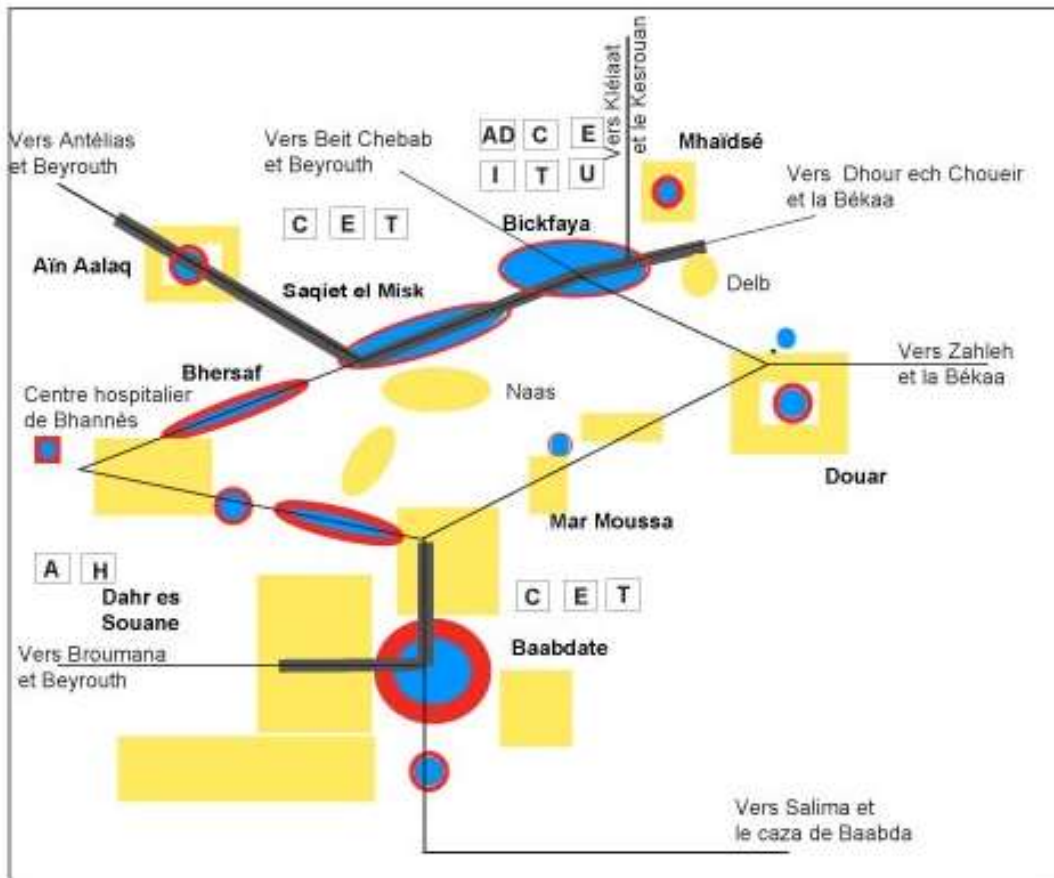 Vers Antélias
et Beyrouth
Vers Beit Chebab
et Beyrouth
AD C E
I T U
Vers Kléiaat
et le Kesrouan
Mhaïdsé
Vers Dhour ech Choueir
et la Békaa
C E T
Bickfaya
Aïn Aalaq
Saqiet el Misk
Delb
Bhersaf
Vers Zahleh
et la Békaa
Centre hospitalier
de Bhannès
Naas
Douar
Mar Moussa
A H
Dahr es
Souane
C E T
Vers Broumana
et Beyrouth
Baabdate
Vers Salima et
le caza de Baabda